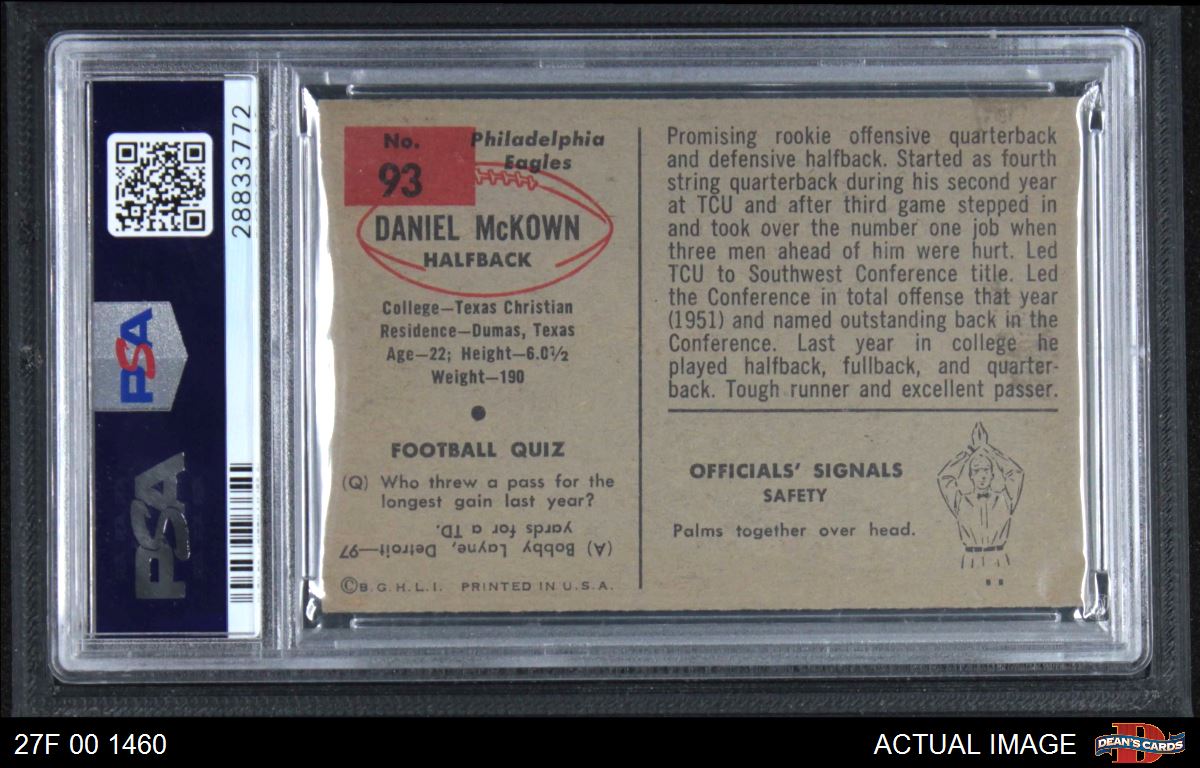 28833772
PSA
PSA
No.
93
Philadelphia
Eagles
DANIEL McKOWN
HALFBACK
College—Texas Christian
Residence—Dumas, Texas
Age—22; Height—6.0½
Weight—190
FOOTBALL QUIZ
(Q) Who threw a pass for the
longest gain last year?
(A) Bobby Layne, Detroit—97
yards for a TD.
©B.G.H.L.I. PRINTED IN U.S.A.
Promising rookie offensive quarterback
and defensive halfback. Started as fourth
string quarterback during his second year
at TCU and after third game stepped in
and took over the number one job when
three men ahead of him were hurt. Led
TCU to Southwest Conference title. Led
the Conference in total offense that year
(1951) and named outstanding back in the
Conference. Last year in college he
played halfback, fullback, and quarter-
back. Tough runner and excellent passer.
OFFICIALS' SIGNALS
SAFETY
Palms together over head.
27F 00 1460
ACTUAL IMAGE
DEAN'S CARDS